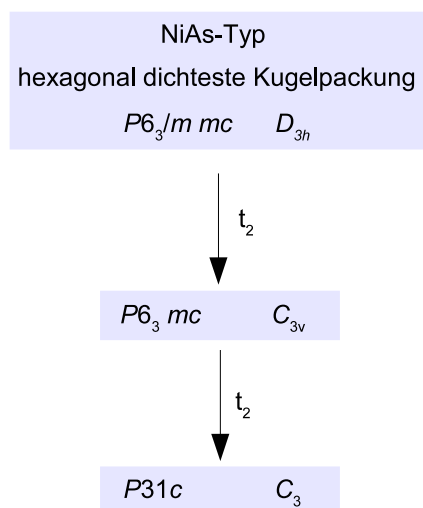 NiAs-Typ
hexagonal dichteste Kugelpackung
P6₃/m mc D₃ₕ
t₂
P6₃ mc C₃ᵥ
t₂
P31c C₃